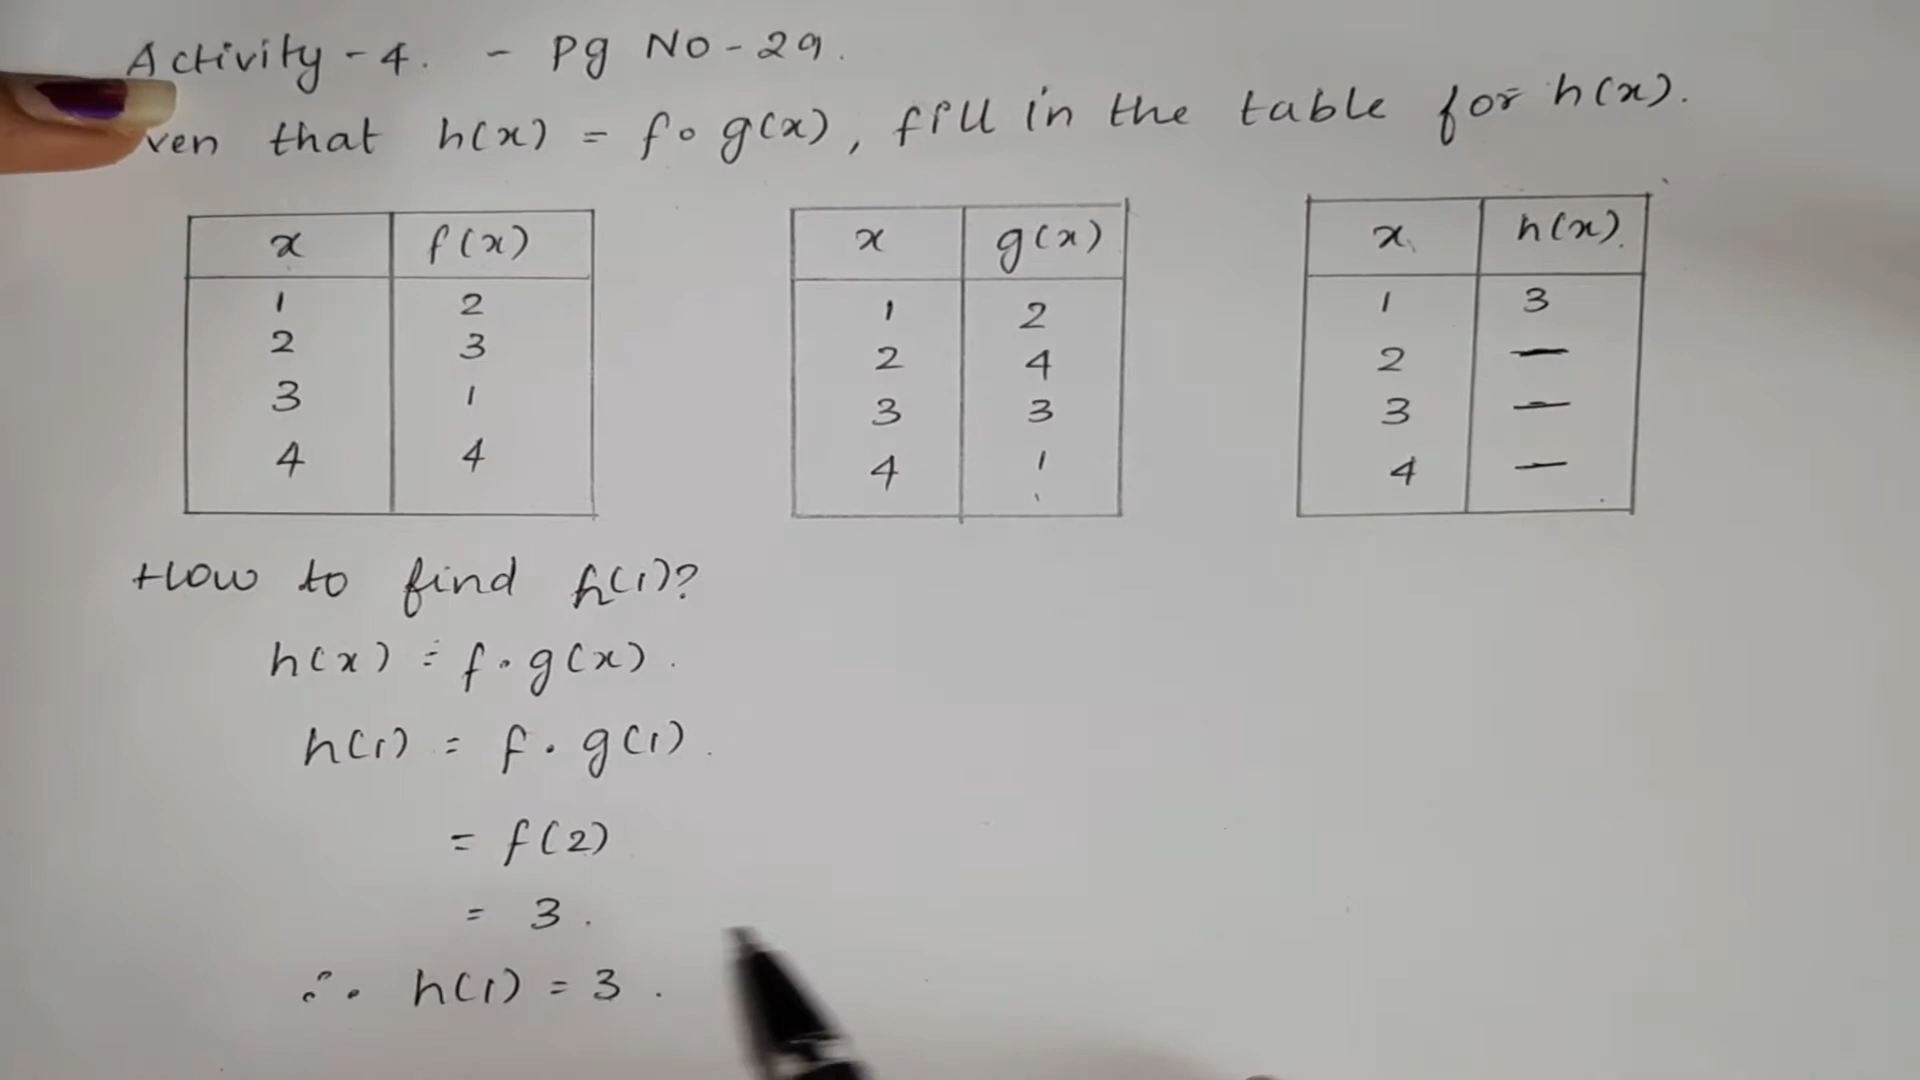 Activity - 4. - Pg No - 29.
ven that h(x) = f∘g(x), fill in the table for h(x).
x f(x)
1 2
2 3
3 1
4 4
x g(x)
1 2
2 4
3 3
4 1
x h(x).
1 3
2 —
3 —
4 —
How to find h(1)?
h(x) = f∘g(x).
h(1) = f∘g(1).
= f(2)
= 3.
∴ h(1) = 3.